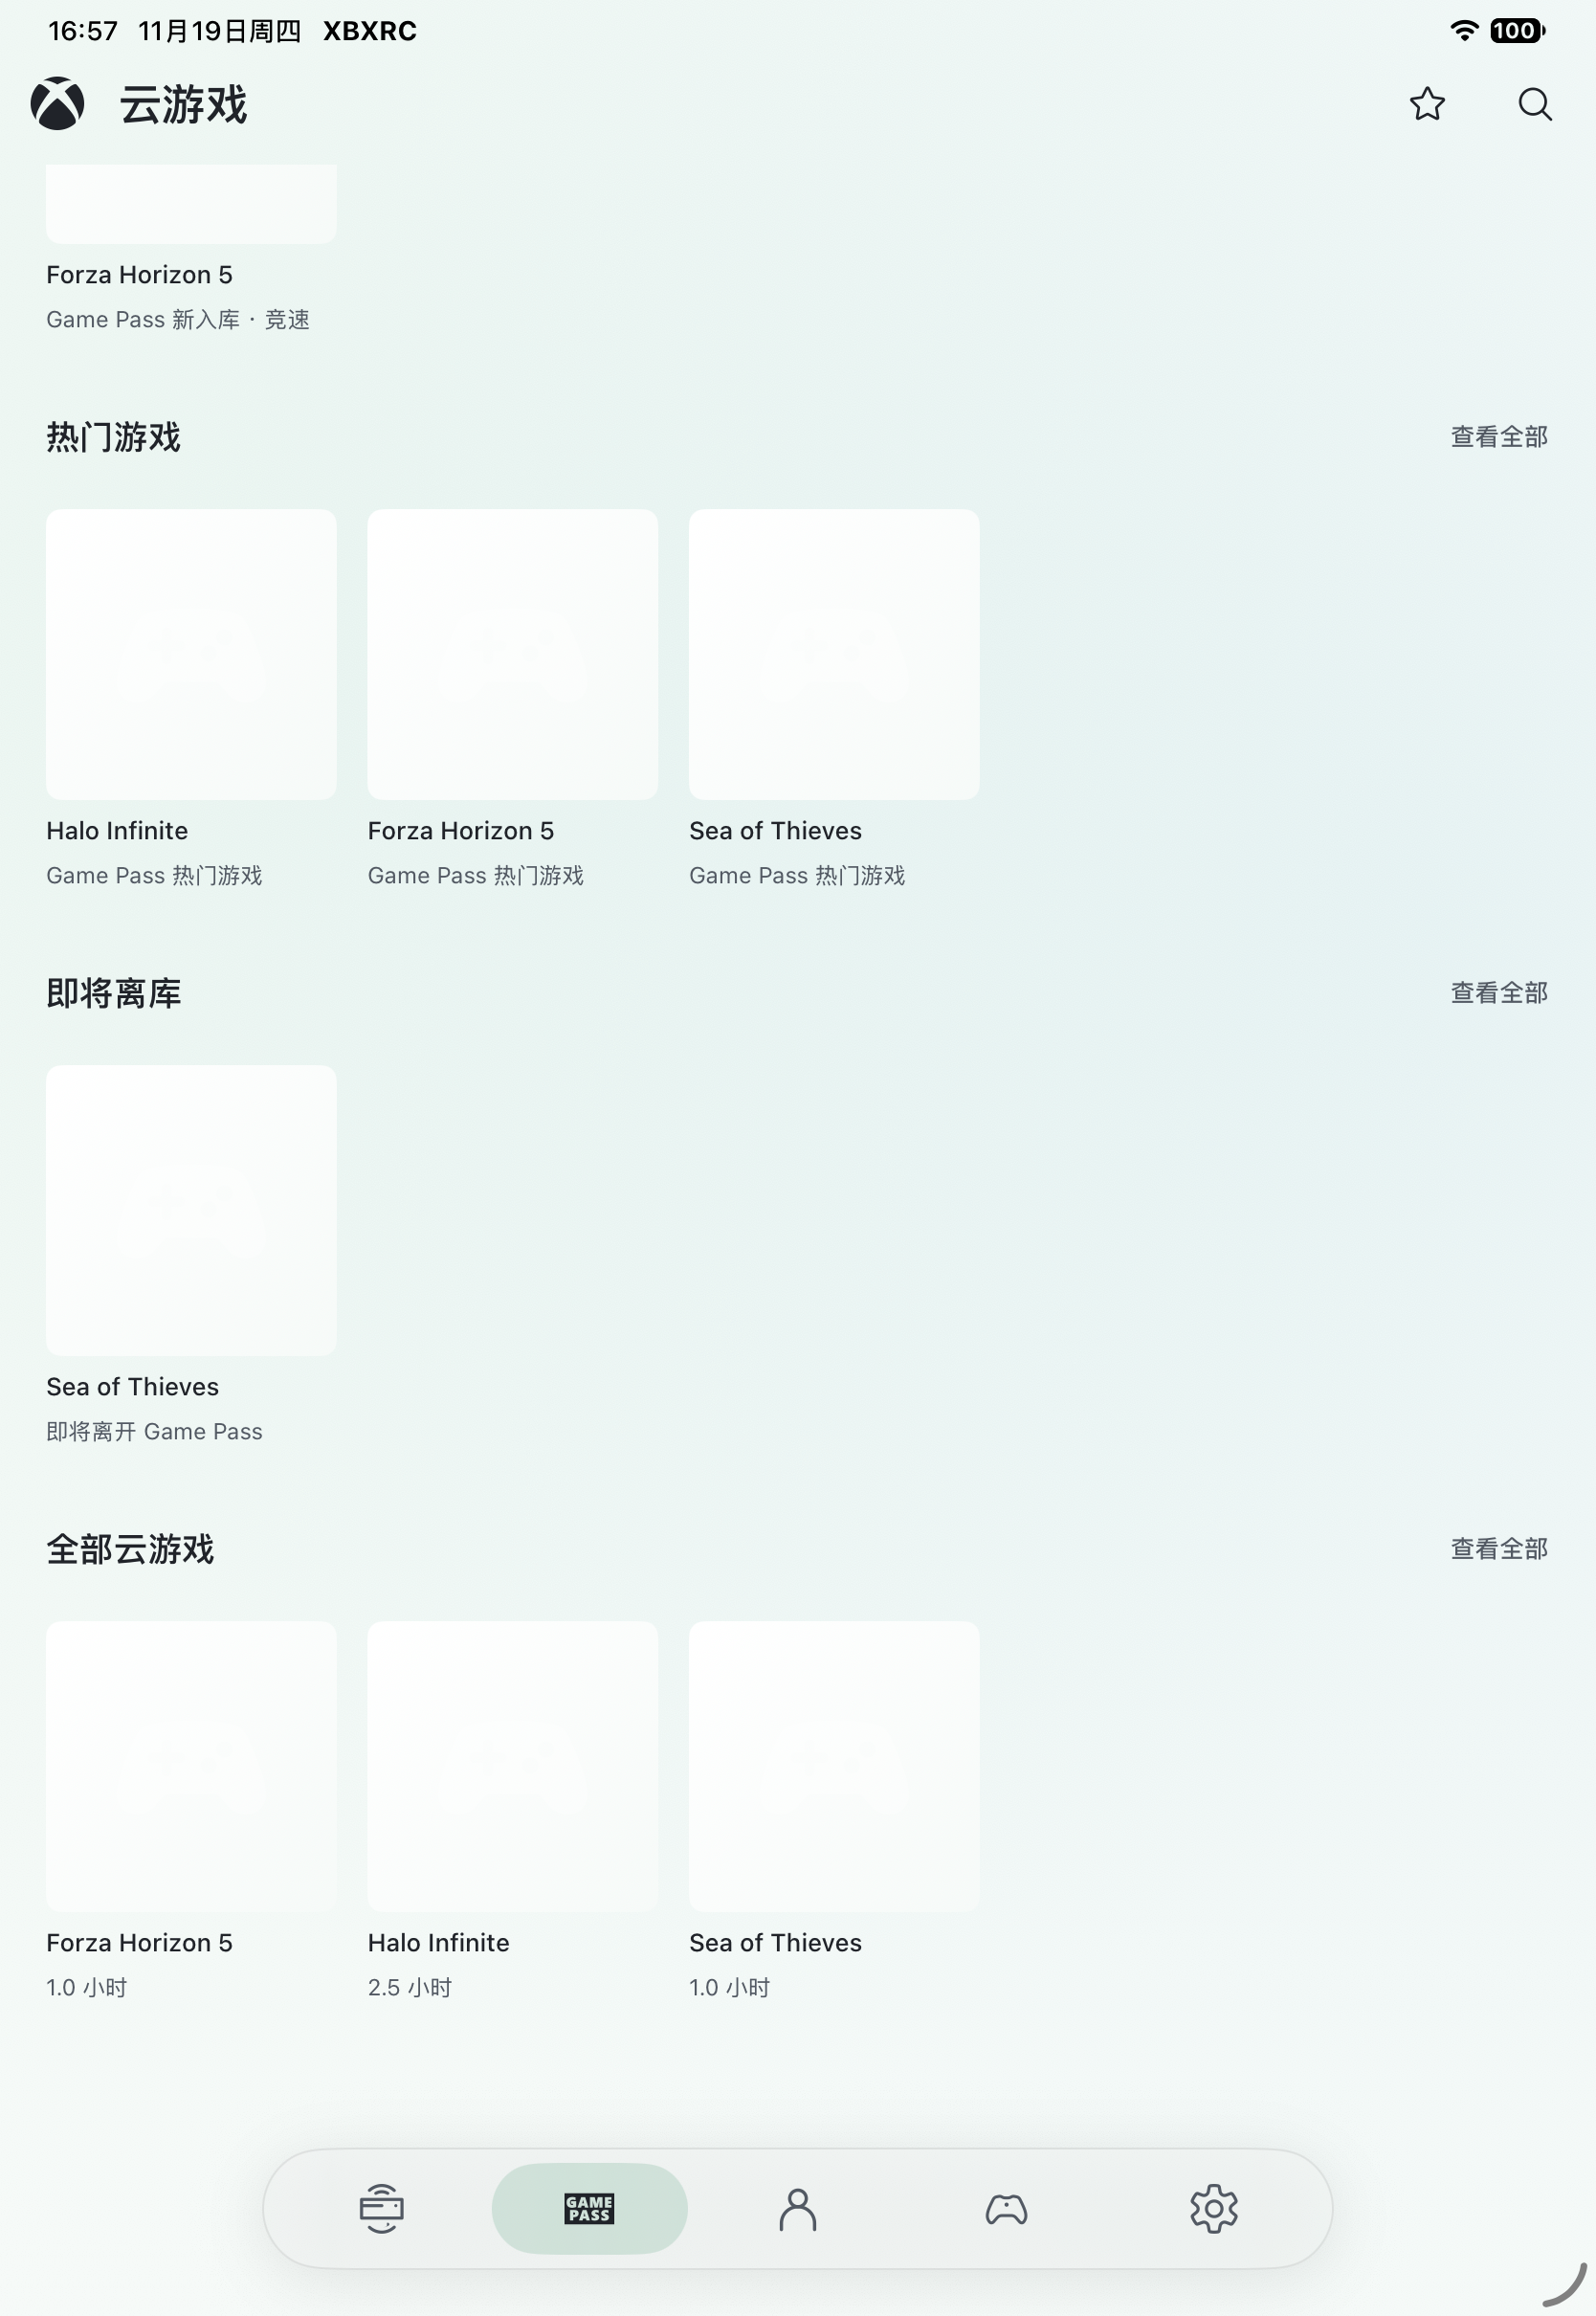 16:57 11月19日周四 XBXRC 100
云游戏
Forza Horizon 5
Game Pass 新入库 · 竞速
热门游戏 查看全部
Halo Infinite Forza Horizon 5 Sea of Thieves
Game Pass 热门游戏 Game Pass 热门游戏 Game Pass 热门游戏
即将离库 查看全部
Sea of Thieves
即将离开 Game Pass
全部云游戏 查看全部
Forza Horizon 5 Halo Infinite Sea of Thieves
1.0 小时 2.5 小时 1.0 小时
GAME
PASS